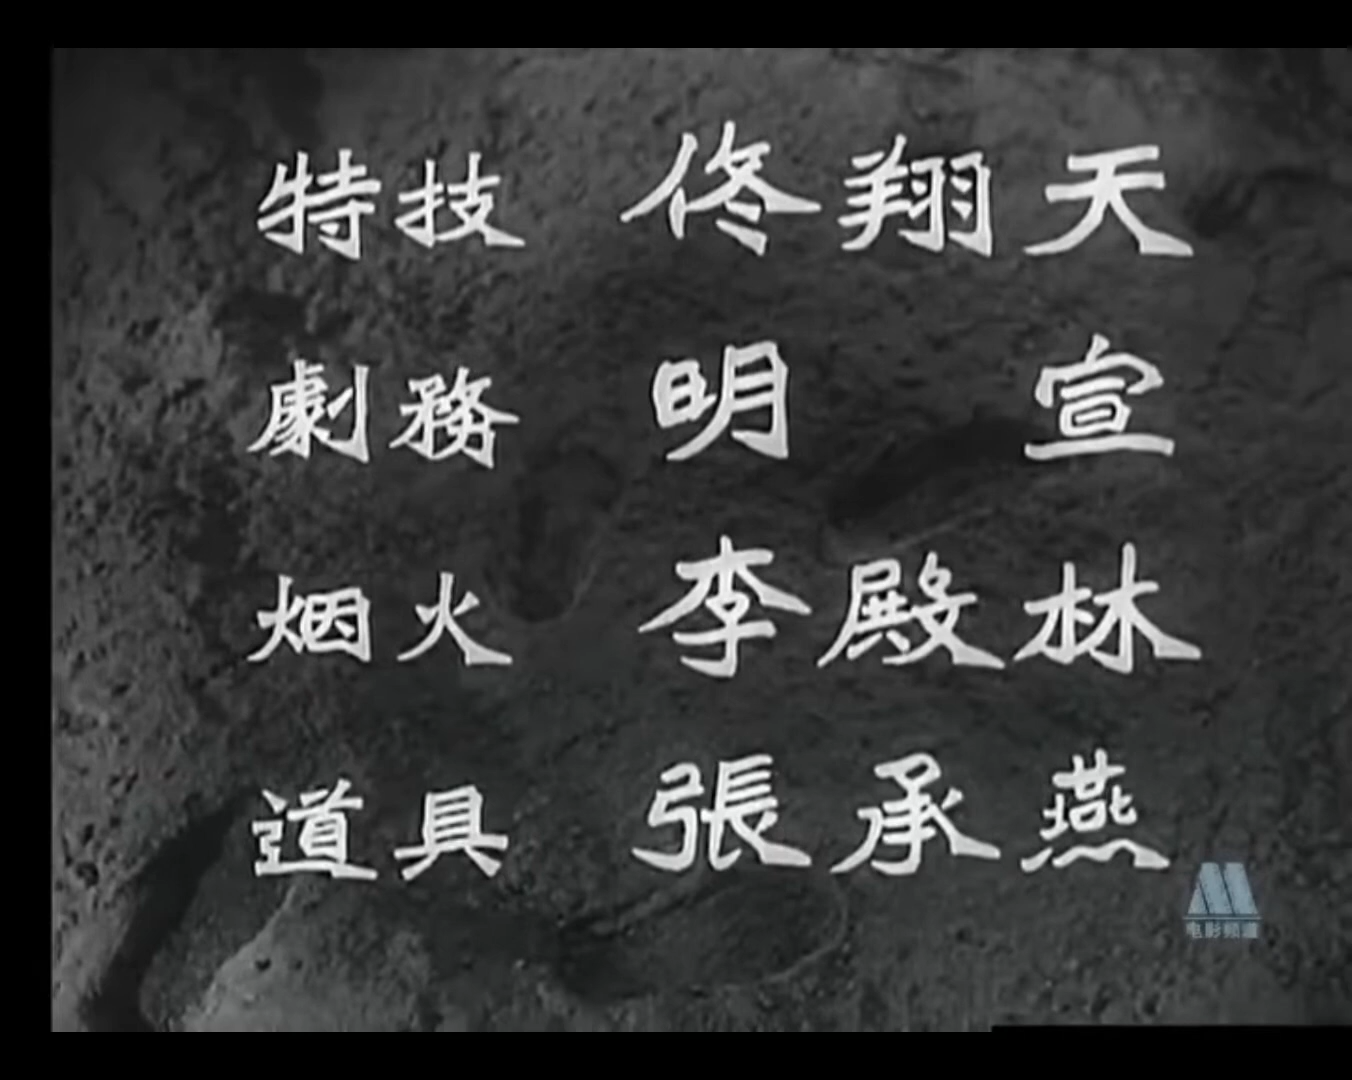 特技 佟翔天
劇務 明宣
烟火 李殿林
道具 張承燕
电影频道